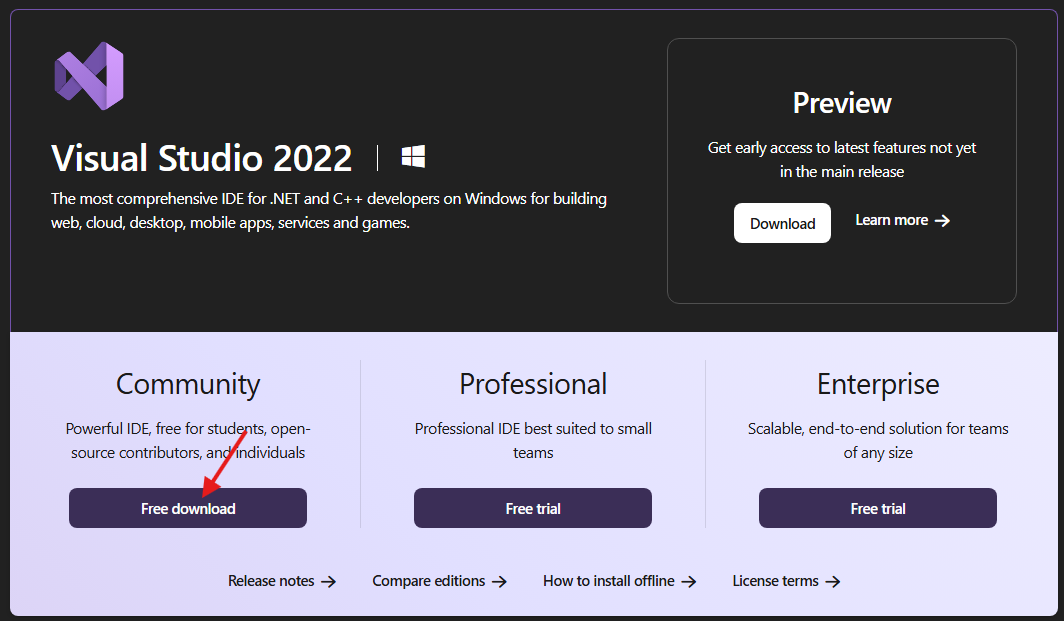 Visual Studio 2022
The most comprehensive IDE for .NET and C++ developers on Windows for building
web, cloud, desktop, mobile apps, services and games.
Preview
Get early access to latest features not yet
in the main release
Download
Learn more →
Community
Powerful IDE, free for students, open-
source contributors, and individuals
Free download
Professional
Professional IDE best suited to small
teams
Free trial
Enterprise
Scalable, end-to-end solution for teams
of any size
Free trial
Release notes →
Compare editions →
How to install offline →
License terms →